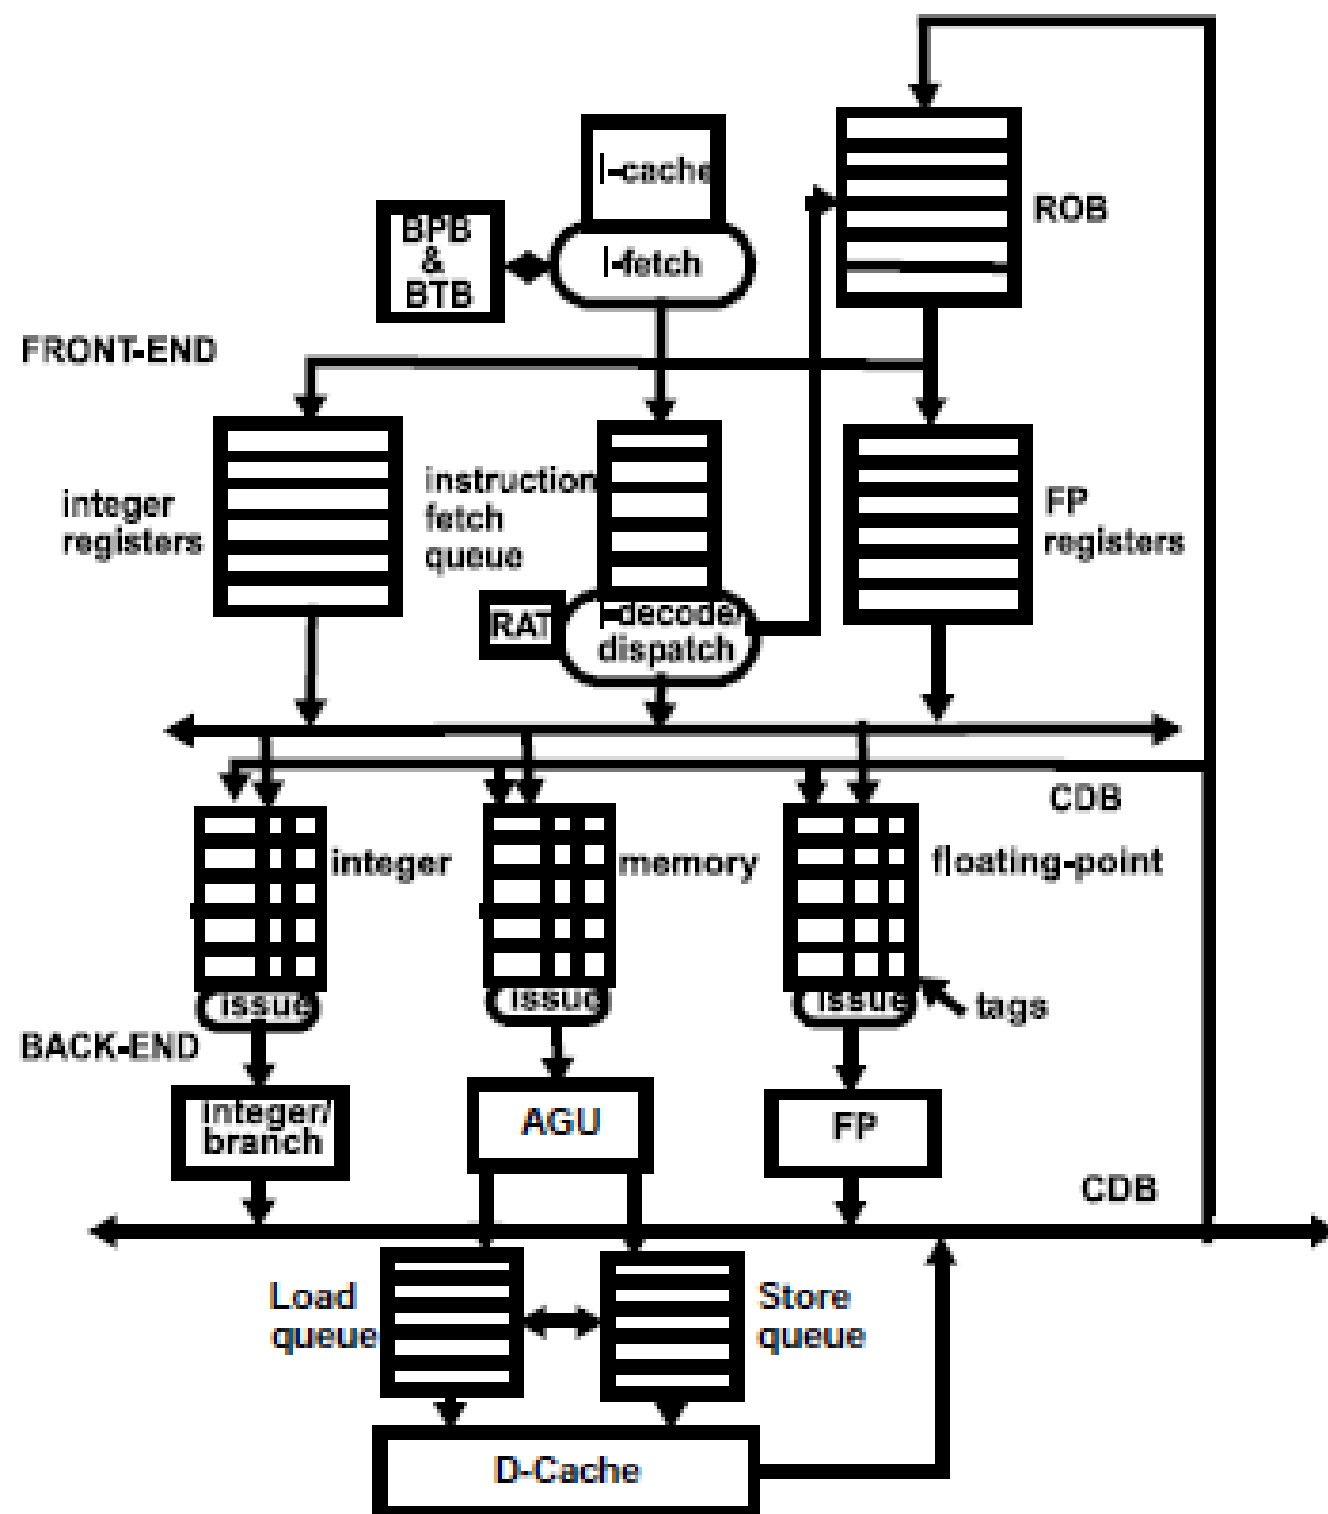 I-cache
ROB
BPB
&
BTB
I-fetch
FRONT-END
integer
registers
instruction
fetch
queue
FP
registers
RAT
I-decode/
dispatch
CDB
integer
memory
floating-point
issue
issue
issue
tags
BACK-END
integer/
branch
AGU
FP
CDB
Load
queue
Store
queue
D-Cache